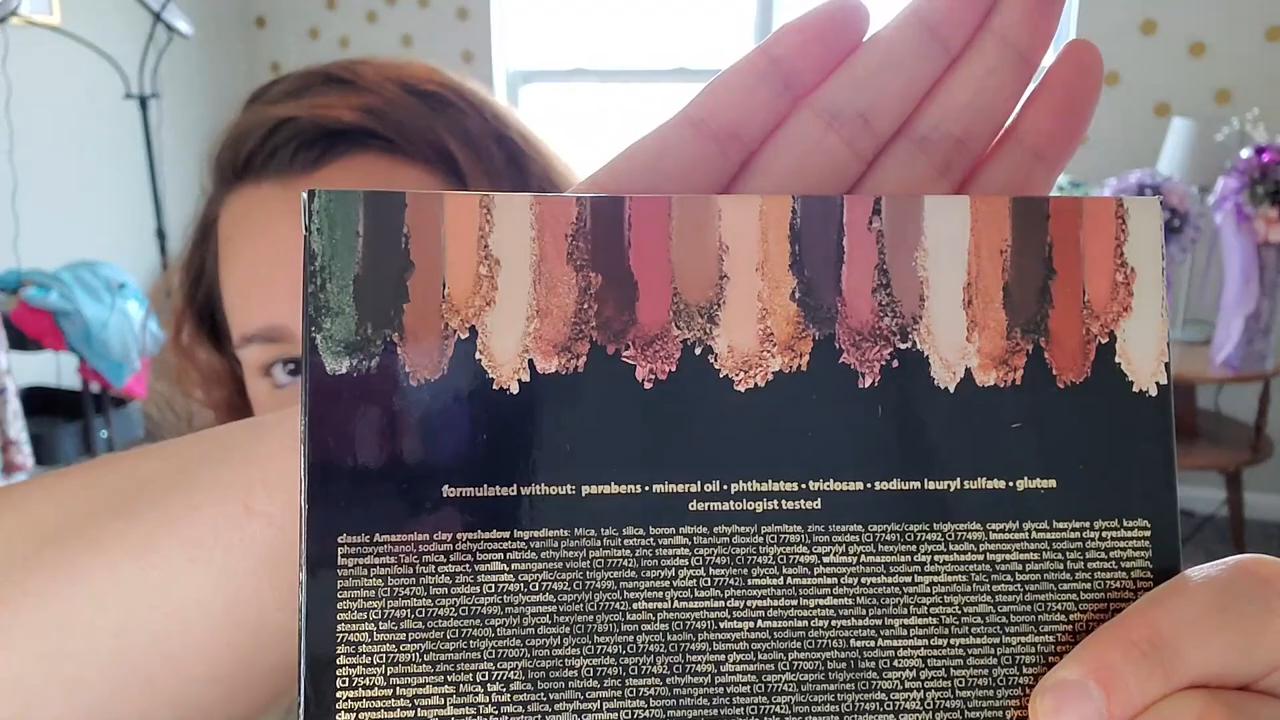 formulated without: parabens • mineral oil • phthalates • triclosan • sodium lauryl sulfate • gluten
dermatologist tested
classic Amazonian clay eyeshadow Ingredients: Mica, talc, silica, boron nitride, ethylhexyl palmitate, zinc stearate, caprylic/capric triglyceride, caprylyl glycol, hexylene glycol, kaolin,
phenoxyethanol, sodium dehydroacetate, vanilla planifolia fruit extract, vanillin, titanium dioxide (CI 77891), iron oxides (CI 77491, CI 77492, CI 77499). Innocent Amazonian clay eyeshadow
Ingredients: Talc, mica, silica, boron nitride, ethylhexyl palmitate, zinc stearate, caprylic/capric triglyceride, caprylyl glycol, hexylene glycol, kaolin, phenoxyethanol, sodium dehydroacetate,
vanilla planifolia fruit extract, vanillin, manganese violet (CI 77742), iron oxides (CI 77491, CI 77492, CI 77499). whimsy Amazonian clay eyeshadow Ingredients: Mica, talc, silica, ethylhexyl
palmitate, boron nitride, zinc stearate, caprylic/capric triglyceride, caprylyl glycol, hexylene glycol, kaolin, phenoxyethanol, sodium dehydroacetate, vanilla planifolia fruit extract, vanillin,
carmine (CI 75470), iron oxides (CI 77491, CI 77492, CI 77499), manganese violet (CI 77742). smoked Amazonian clay eyeshadow Ingredients: Talc, mica, boron nitride, zinc stearate, silica,
ethylhexyl palmitate, caprylic/capric triglyceride, caprylyl glycol, hexylene glycol, kaolin, phenoxyethanol, sodium dehydroacetate, vanilla planifolia fruit extract, vanillin, carmine (CI 75470), iron
oxides (CI 77491, CI 77492, CI 77499), manganese violet (CI 77742). ethereal Amazonian clay eyeshadow Ingredients: Mica, caprylic/capric triglyceride, stearyl dimethicone, boron nitride, zinc
stearate, talc, silica, octadecene, caprylyl glycol, hexylene glycol, kaolin, phenoxyethanol, sodium dehydroacetate, vanilla planifolia fruit extract, vanillin, carmine (CI 75470), copper
77400), bronze powder (CI 77400), titanium dioxide (CI 77891), iron oxides (CI 77491). vintage Amazonian clay eyeshadow Ingredients: Talc, mica, silica, boron nitride,
zinc stearate, caprylic/capric triglyceride, caprylyl glycol, hexylene glycol, kaolin, phenoxyethanol, sodium dehydroacetate, vanilla planifolia fruit extract, vanillin, carmine
dioxide (CI 77891), ultramarines (CI 77007), iron oxides (CI 77491, CI 77492, CI 77499), bismuth oxychloride (CI 77163). fierce Amazonian clay eyeshadow Ingredients: Talc,
ethylhexyl palmitate, zinc stearate, caprylic/capric triglyceride, caprylyl glycol, hexylene glycol, kaolin, phenoxyethanol, sodium dehydroacetate, vanilla planifolia fruit
(CI 75470), manganese violet (CI 77742), iron oxides (CI 77491, CI 77492, CI 77499), ultramarines (CI 77007), blue 1 lake (CI 42090), titanium dioxide (CI 77891).
eyeshadow Ingredients: Mica, talc, silica, boron nitride, zinc stearate, ethylhexyl palmitate, caprylic/capric triglyceride, caprylyl glycol, hexylene glycol, kaolin,
dehydroacetate, vanilla planifolia fruit extract, vanillin, carmine (CI 75470), manganese violet (CI 77742), ultramarines (CI 77007), iron oxides (CI 77491,
clay eyeshadow Ingredients: Talc, mica, silica, boron nitride, ethylhexyl palmitate, zinc stearate, caprylic/capric triglyceride, caprylyl glycol, hexylene